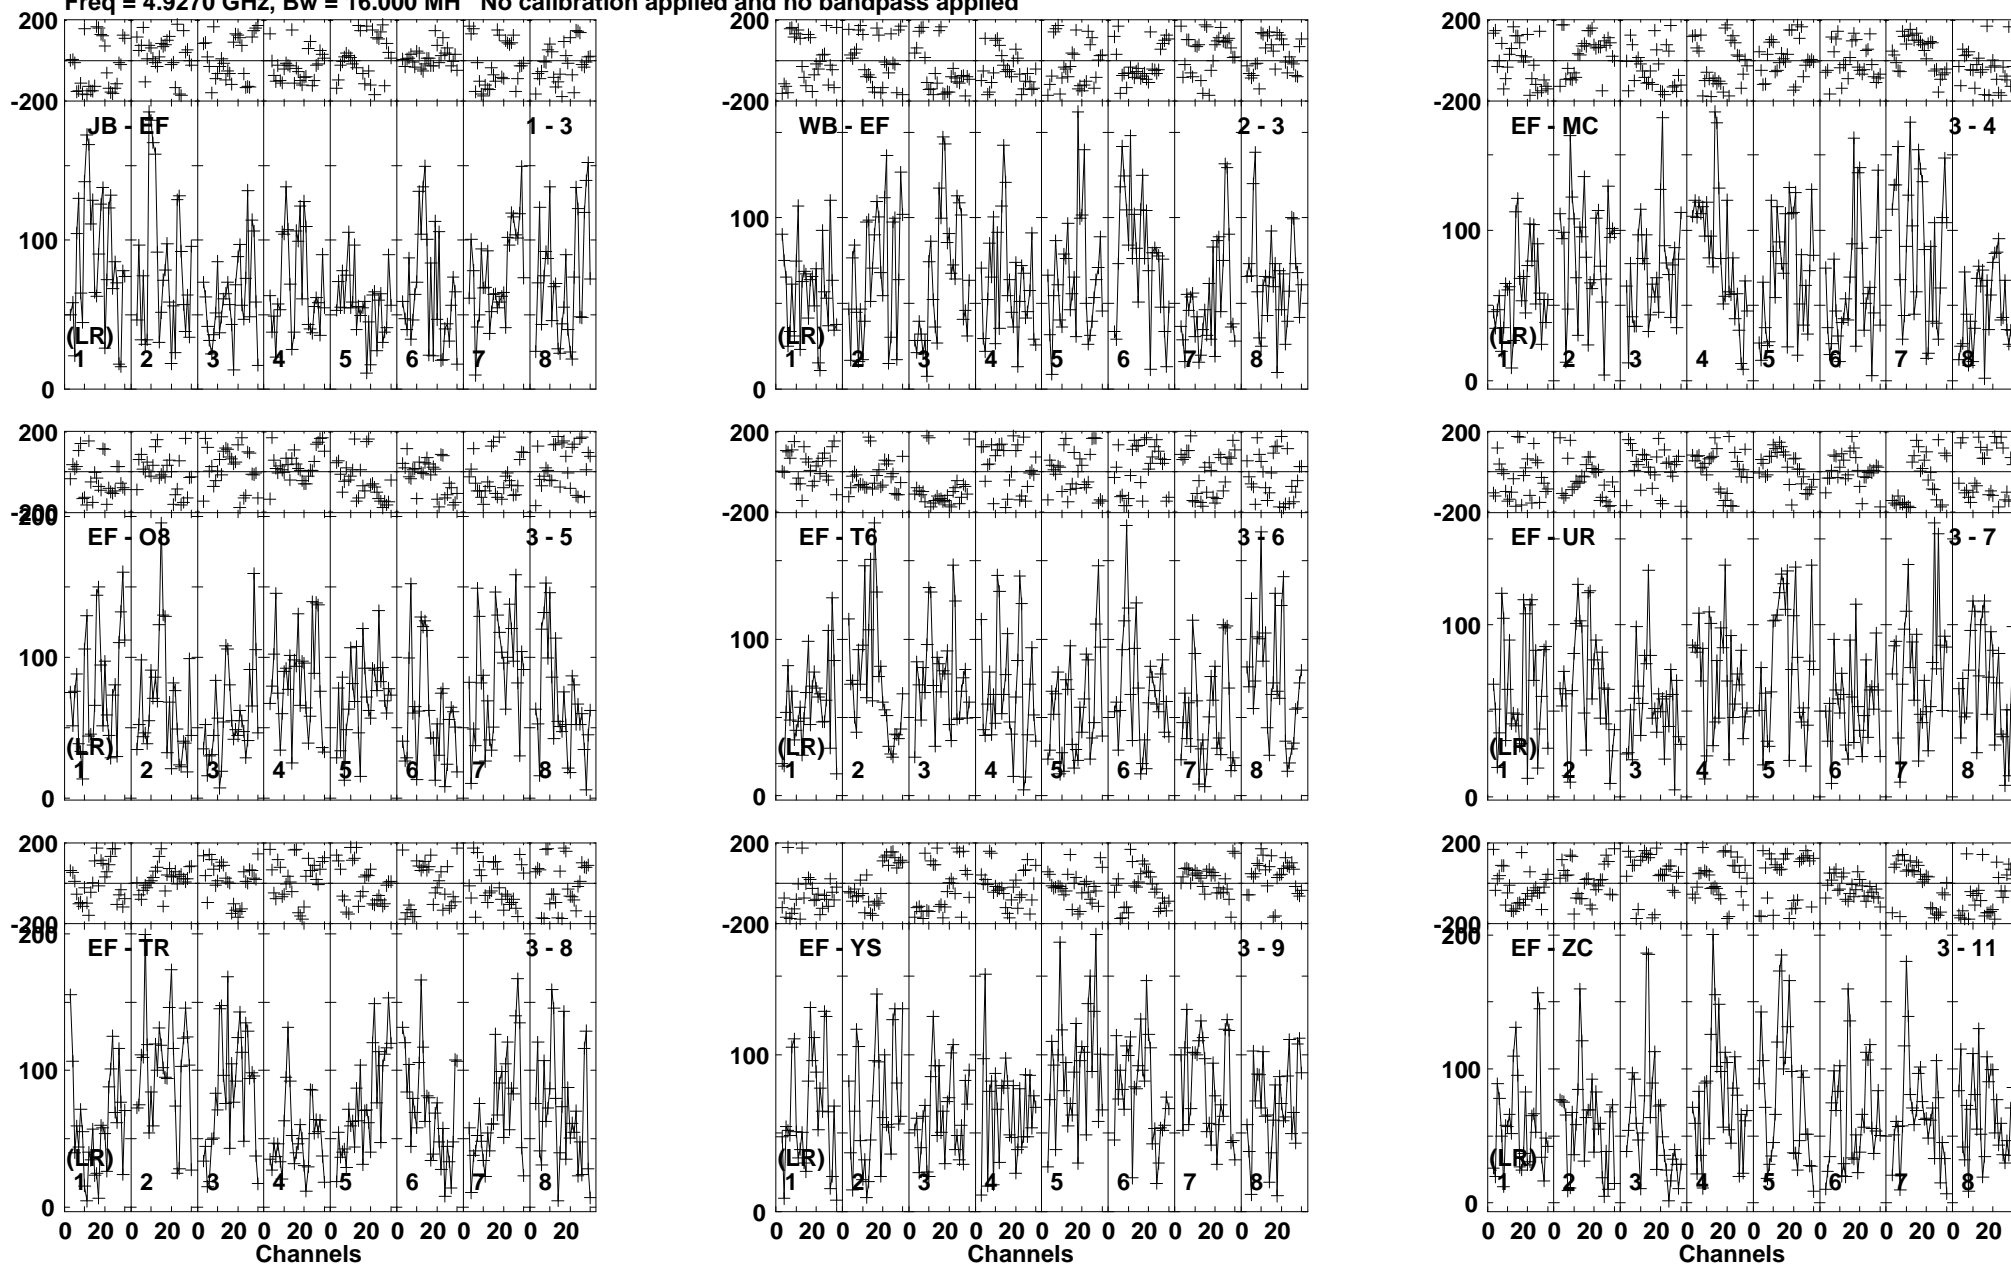 Freq = 4.9270 GHz, Bw = 16.000 MH No calibration applied and no bandpass applied
200 200 200
-200 -200 -200
JB - EF 1 - 3 WB - EF 2 - 3 EF - MC 3 - 4
100 100 100
(LR) (LR) (LR)
1 2 3 4 5 6 7 8 1 2 3 4 5 6 7 8 1 2 3 4 5 6 7 8
0 0 0
200 200 200
-200 -200 -200
200
EF - O8 3 - 5 EF - T6 3 - 6 EF - UR 3 - 7
100 100 100
(LR) (LR) (LR)
1 2 3 4 5 6 7 8 1 2 3 4 5 6 7 8 1 2 3 4 5 6 7 8
0 0 0
200 200 200
-200 -200 -200
200 200
EF - TR 3 - 8 EF - YS 3 - 9 EF - ZC 3 - 11
100 100 100
(LR) (LR) (LR)
1 2 3 4 5 6 7 8 1 2 3 4 5 6 7 8 1 2 3 4 5 6 7 8
0 0 0
0 20 0 20 0 20 0 20 0 20 0 20 0 20 0 20 0 20 0 20 0 20 0 20 0 20 0 20 0 20 0 20 0 20 0 20 0 20 0 20 0 20 0 20 0 20 0 20
Channels Channels Channels